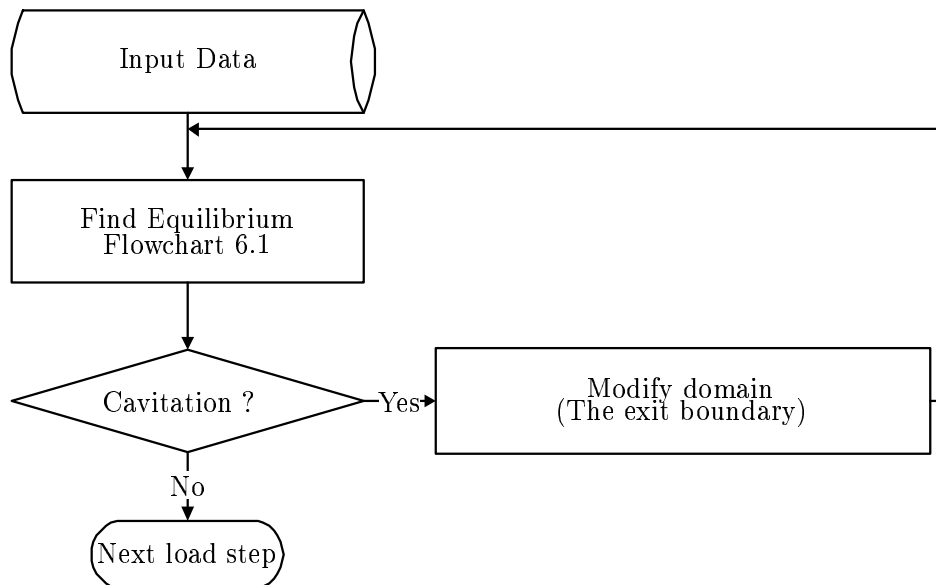 Input Data
Find Equilibrium
Flowchart 6.1
Cavitation ?
Yes
Modify domain
(The exit boundary)
No
Next load step